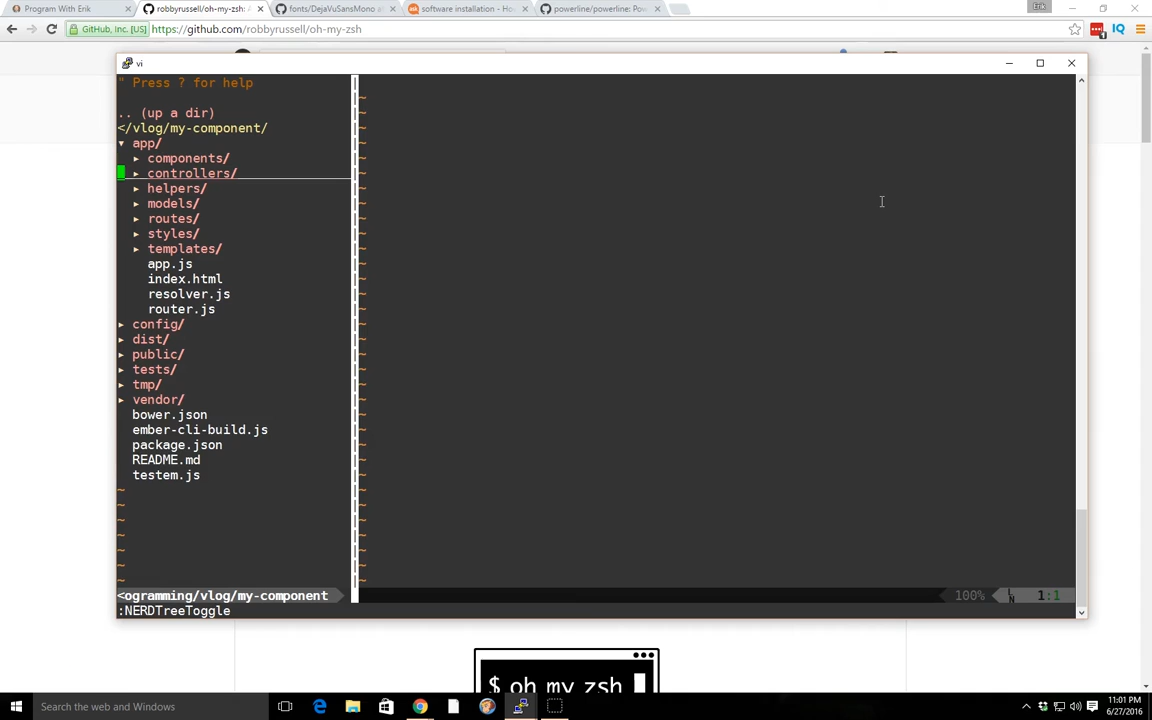 Program With Erik
robbyrussell/oh-my-zsh: A
fonts/DejaVuSansMono a
software installation - Ho
powerline/powerline: Pow
Erik
GitHub, Inc. [US]
https://github.com/robbyrussell/oh-my-zsh
1
IQ
vi
" Press ? for help
.. (up a dir)
</vlog/my-component/
▾ app/
▸ components/
▸ controllers/
▸ helpers/
▸ models/
▸ routes/
▸ styles/
▸ templates/
app.js
index.html
resolver.js
router.js
▸ config/
▸ dist/
▸ public/
▸ tests/
▸ tmp/
▸ vendor/
bower.json
ember-cli-build.js
package.json
README.md
testem.js
<ogramming/vlog/my-component
100% LN 1:1
:NERDTreeToggle
$ oh my zsh
Search the web and Windows
11:01 PM
6/27/2016